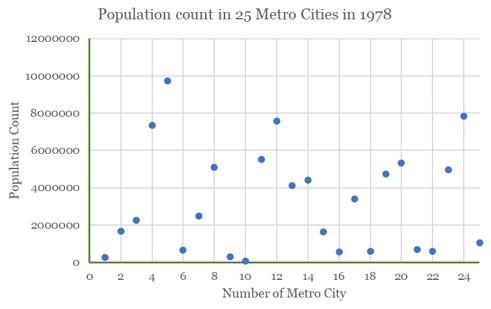 Population count in 25 Metro Cities in 1978
12000000
10000000
8000000
6000000
4000000
2000000
0
Population Count
0 2 4 6 8 10 12 14 16 18 20 22 24
Number of Metro City